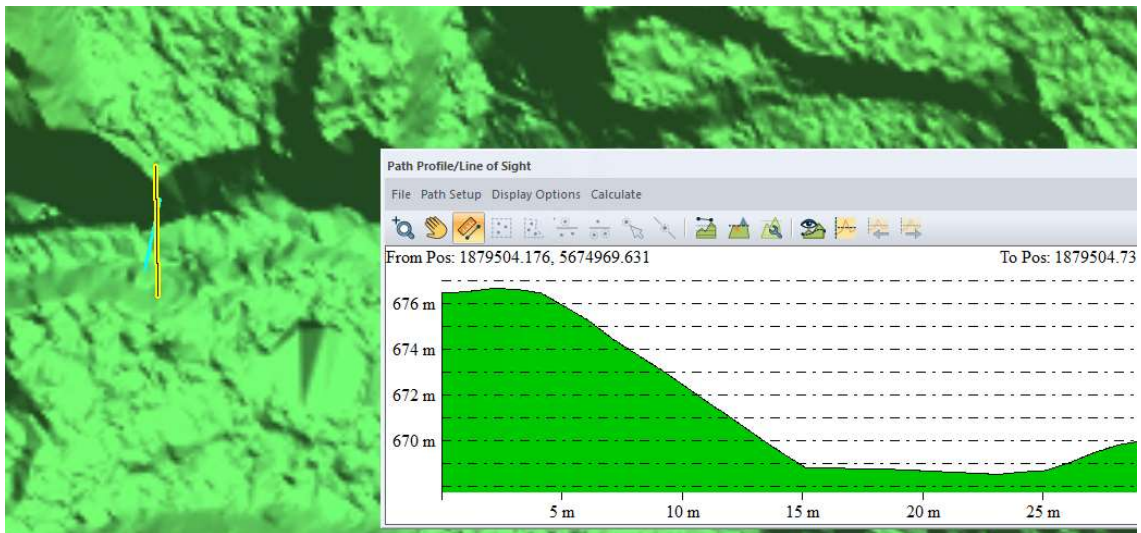 Path Profile/Line of Sight
File Path Setup Display Options Calculate
From Pos: 1879504.176, 5674969.631 To Pos: 1879504.73
676 m
674 m
672 m
670 m
5 m 10 m 15 m 20 m 25 m